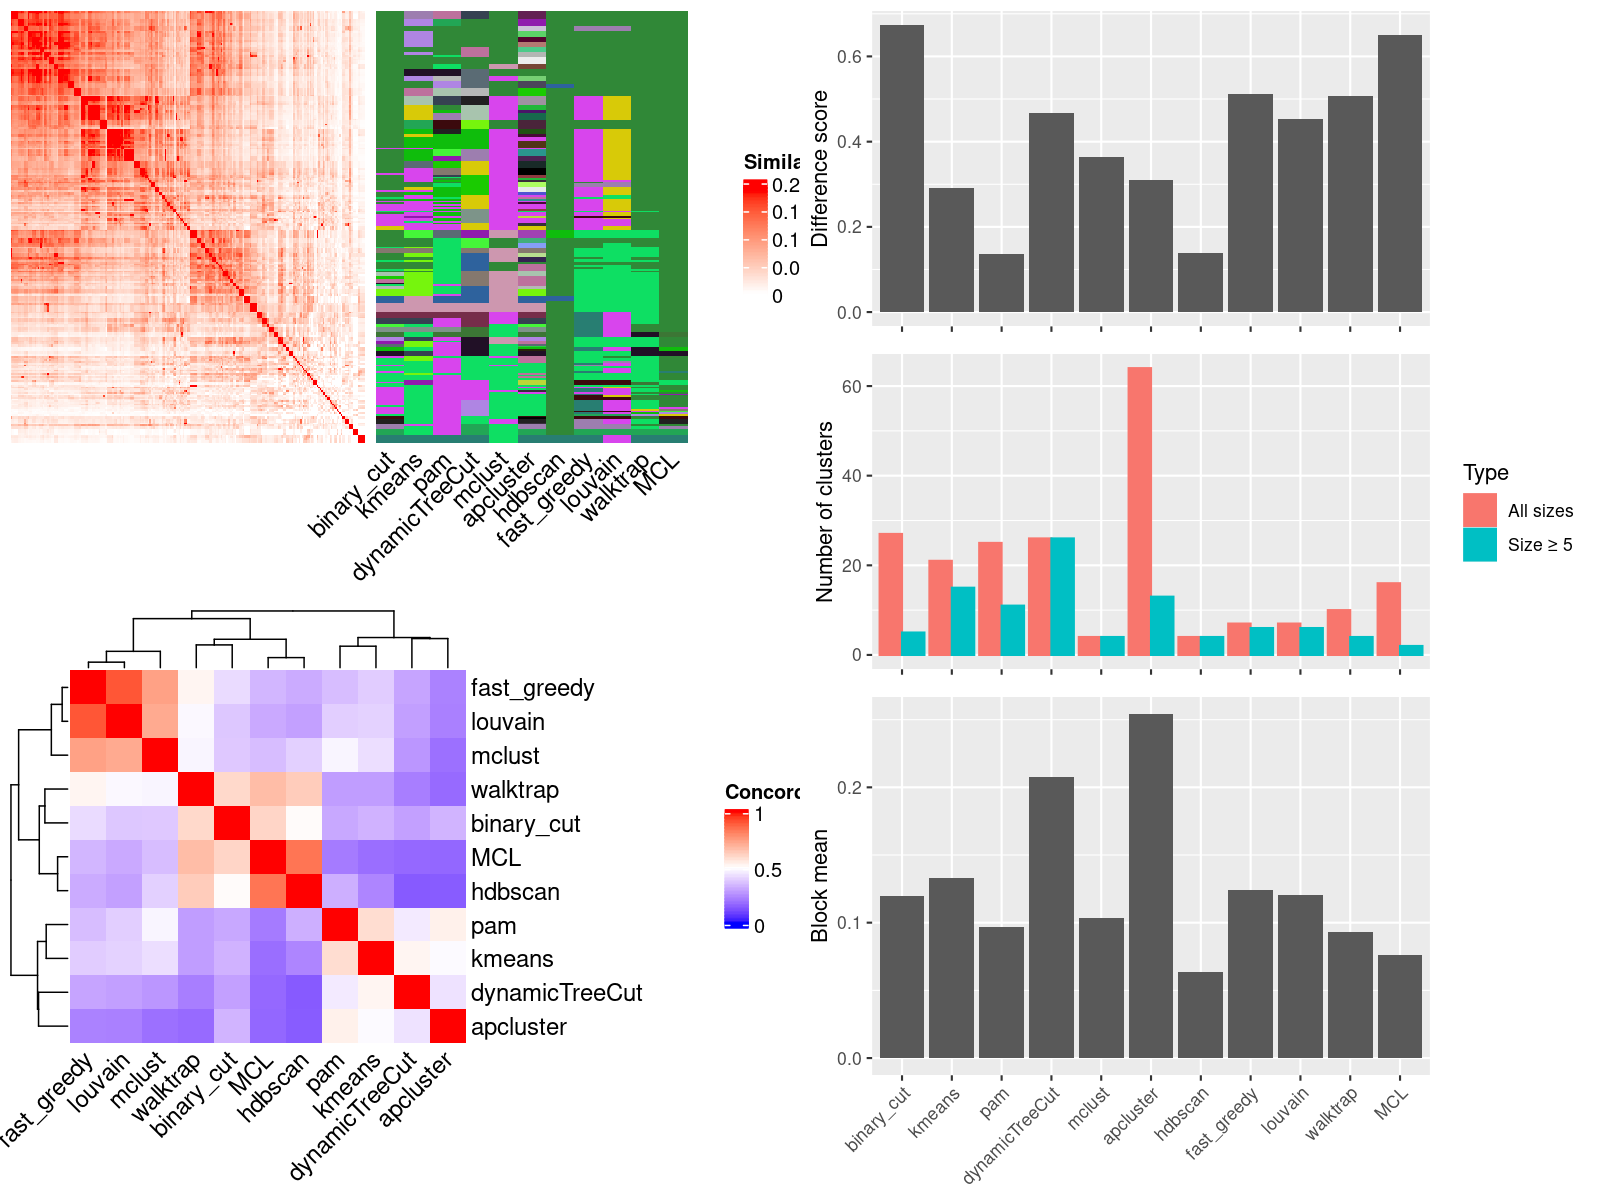 Simila
0.2
0.1
0.1
0.0
0
binary_cut
kmeans
pam
dynamicTreeCut
mclust
apcluster
hdbscan
fast_greedy
louvain
walktrap
MCL
fast_greedy
louvain
mclust
walktrap
binary_cut
MCL
hdbscan
pam
kmeans
dynamicTreeCut
apcluster
Concord
1
0.5
0
fast_greedy
louvain
mclust
walktrap
binary_cut
MCL
hdbscan
pam
kmeans
dynamicTreeCut
apcluster
Difference score
0.6
0.4
0.2
0.0
Number of clusters
60
40
20
0
Type
All sizes
Size ≥ 5
Block mean
0.2
0.1
0.0
binary_cut
kmeans
pam
dynamicTreeCut
mclust
apcluster
hdbscan
fast_greedy
louvain
walktrap
MCL